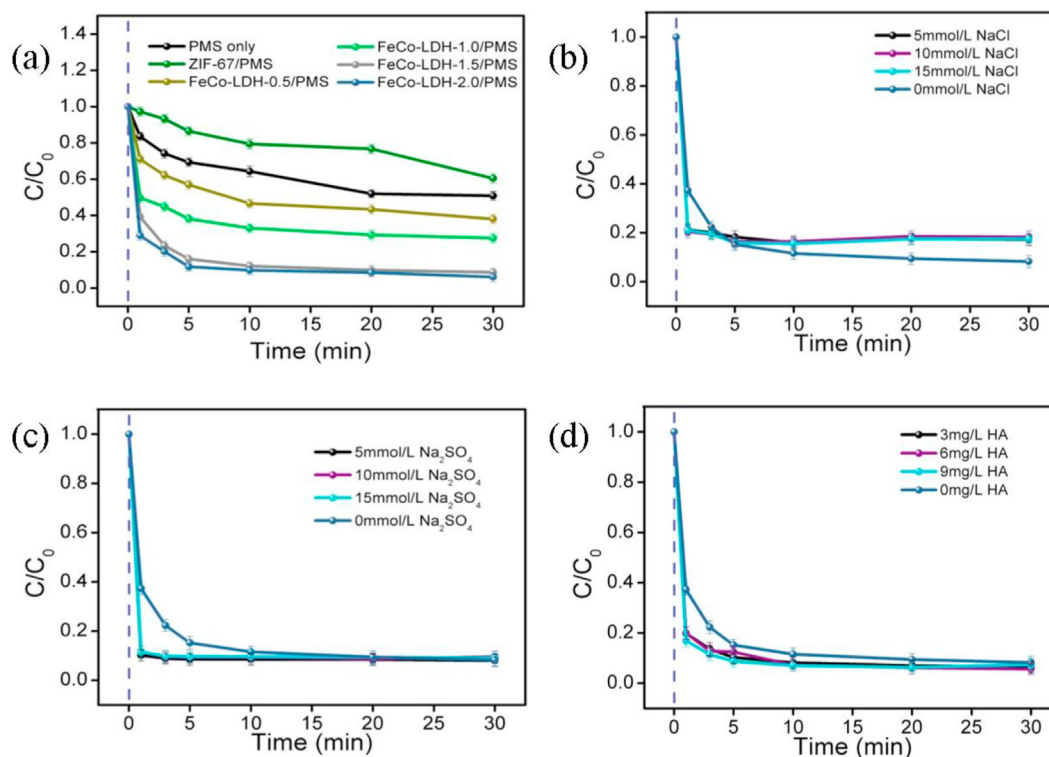 (a)
1.4
1.2
1.0
0.8
0.6
0.4
0.2
0.0
C/C0
PMS only
ZIF-67/PMS
FeCo-LDH-0.5/PMS
FeCo-LDH-1.0/PMS
FeCo-LDH-1.5/PMS
FeCo-LDH-2.0/PMS
0 5 10 15 20 25 30
Time (min)
(b)
1.0
0.8
0.6
0.4
0.2
0.0
C/C0
5mmol/L NaCl
10mmol/L NaCl
15mmol/L NaCl
0mmol/L NaCl
0 5 10 15 20 25 30
Time (min)
(c)
1.0
0.8
0.6
0.4
0.2
0.0
C/C0
5mmol/L Na2SO4
10mmol/L Na2SO4
15mmol/L Na2SO4
0mmol/L Na2SO4
0 5 10 15 20 25 30
Time (min)
(d)
1.0
0.8
0.6
0.4
0.2
0.0
C/C0
3mg/L HA
6mg/L HA
9mg/L HA
0mg/L HA
0 5 10 15 20 25 30
Time (min)